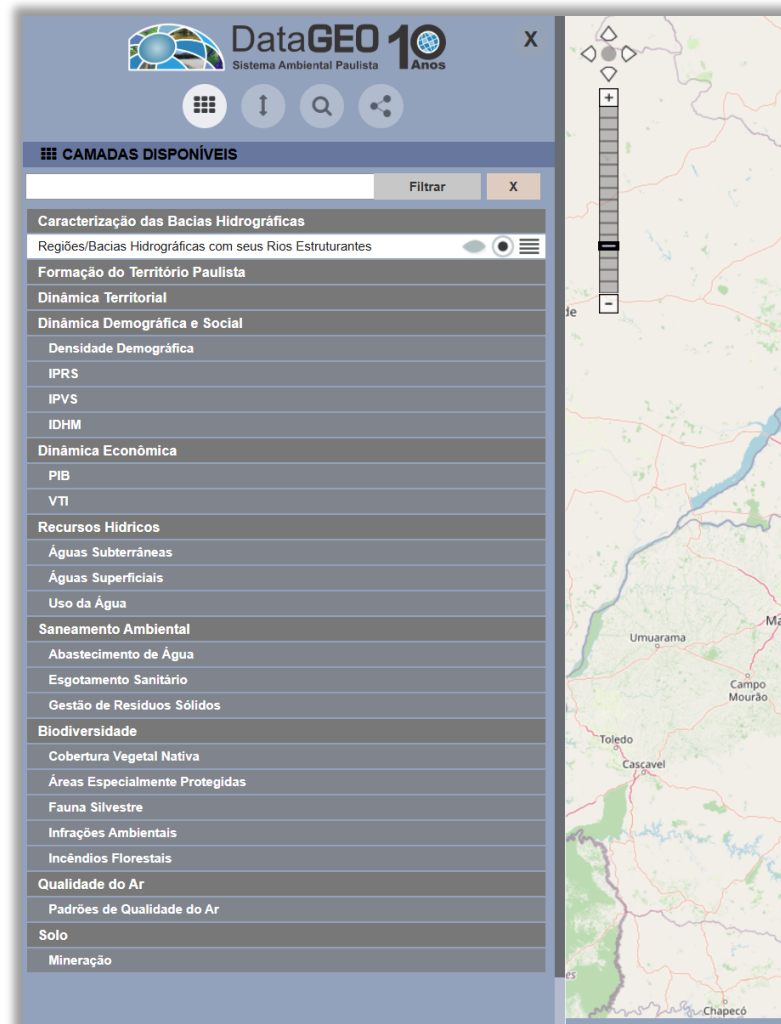 DataGEO 10
Sistema Ambiental Paulista Anos
X
CAMADAS DISPONÍVEIS
Filtrar
X
Caracterização das Bacias Hidrográficas
Regiões/Bacias Hidrográficas com seus Rios Estruturantes
Formação do Território Paulista
Dinâmica Territorial
Dinâmica Demográfica e Social
Densidade Demográfica
IPRS
IPVS
IDHM
Dinâmica Econômica
PIB
VTI
Recursos Hídricos
Águas Subterrâneas
Águas Superficiais
Uso da Água
Saneamento Ambiental
Abastecimento de Água
Esgotamento Sanitário
Gestão de Resíduos Sólidos
Biodiversidade
Cobertura Vegetal Nativa
Áreas Especialmente Protegidas
Fauna Silvestre
Infrações Ambientais
Incêndios Florestais
Qualidade do Ar
Padrões de Qualidade do Ar
Solo
Mineração
+
-
de
Ma
Umuarama
Campo
Mourão
Toledo
Cascavel
es
Chapecó